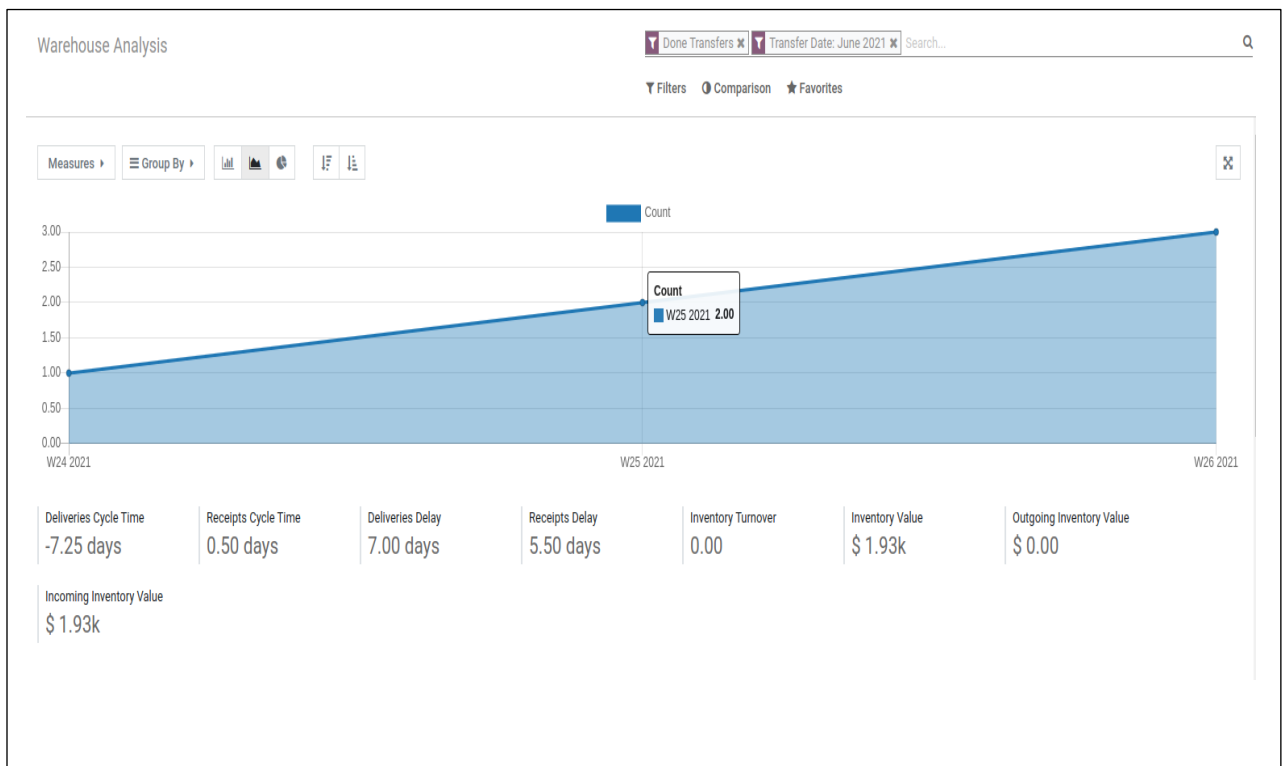 Warehouse Analysis
Done Transfers ✖ Transfer Date: June 2021 ✖ Search...
Filters Comparison Favorites
Measures Group By
Count
3.00
2.50
2.00
1.50
1.00
0.50
0.00
Count
W25 2021 2.00
W24 2021 W25 2021 W26 2021
Deliveries Cycle Time Receipts Cycle Time Deliveries Delay Receipts Delay Inventory Turnover Inventory Value Outgoing Inventory Value
-7.25 days 0.50 days 7.00 days 5.50 days 0.00 $ 1.93k $ 0.00
Incoming Inventory Value
$ 1.93k